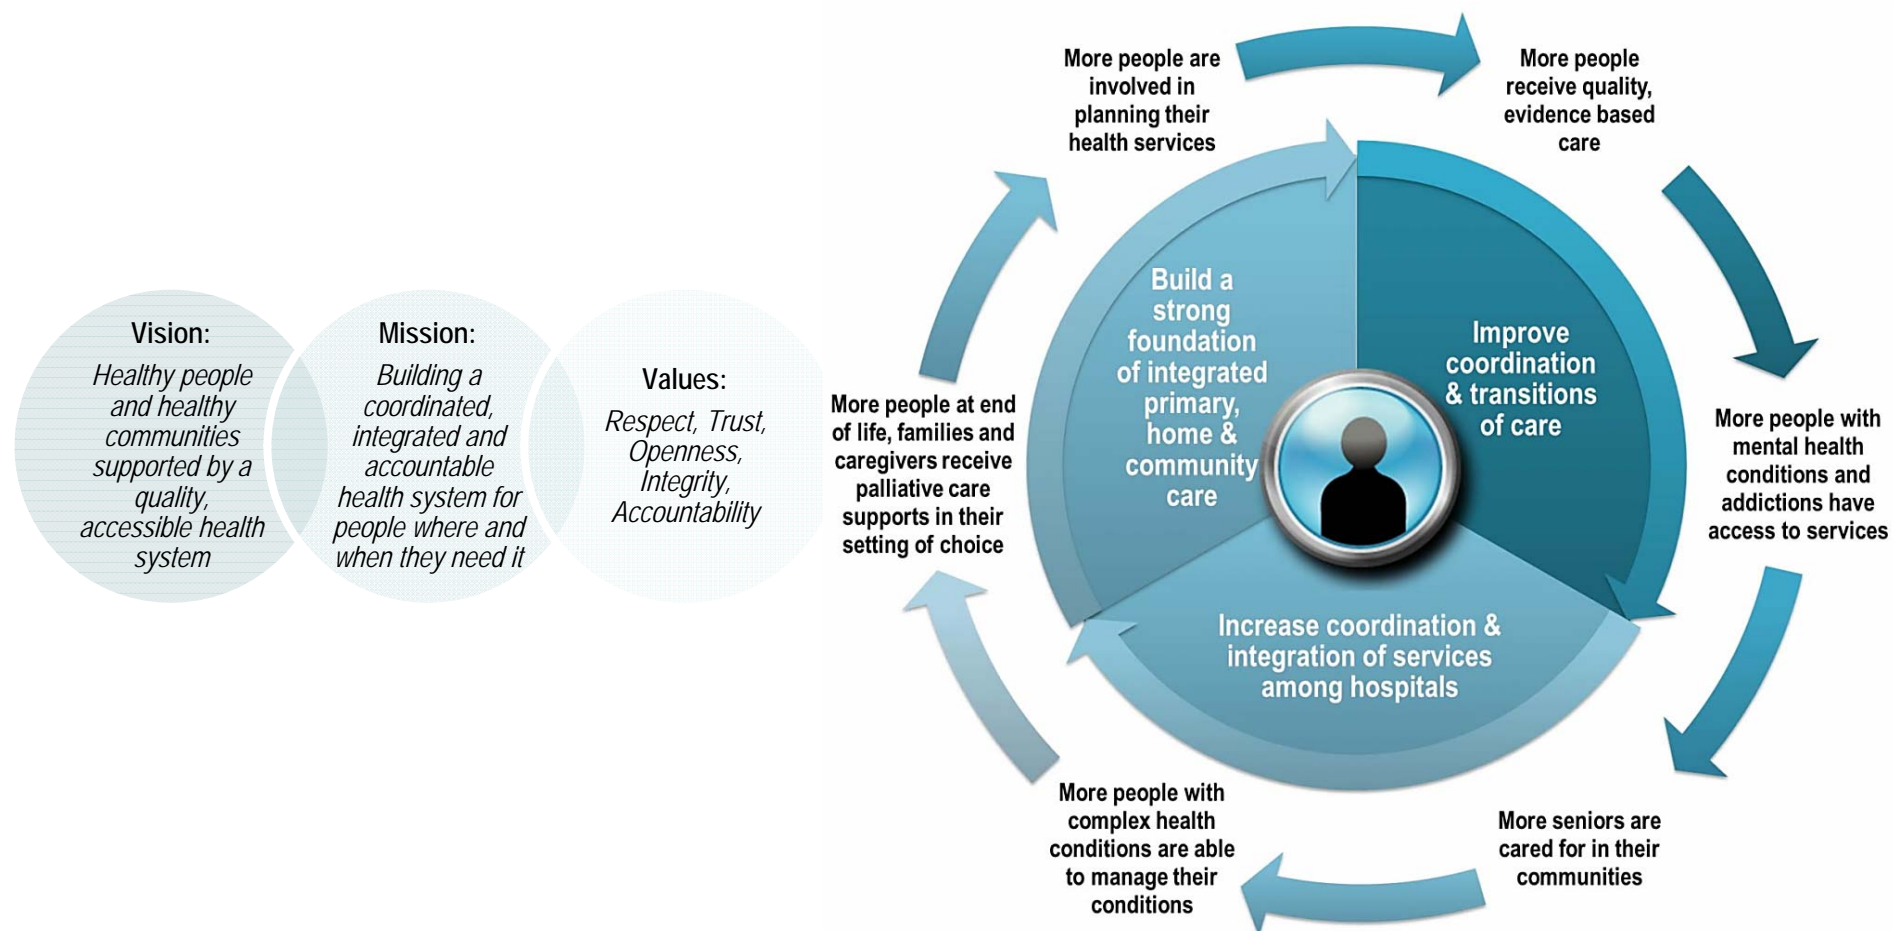 Vision:
Healthy people
and healthy
communities
supported by a
quality,
accessible health
system
Mission:
Building a
coordinated,
integrated and
accountable
health system for
people where and
when they need it
Values:
Respect, Trust,
Openness,
Integrity,
Accountability
More people are
involved in
planning their
health services
More people
receive quality,
evidence based
care
More people with
mental health
conditions and
addictions have
access to services
More seniors are
cared for in their
communities
More people with
complex health
conditions are able
to manage their
conditions
More people at end
of life, families and
caregivers receive
palliative care
supports in their
setting of choice
Build a
strong
foundation
of integrated
primary,
home &
community
care
Improve
coordination
& transitions
of care
Increase coordination &
integration of services
among hospitals